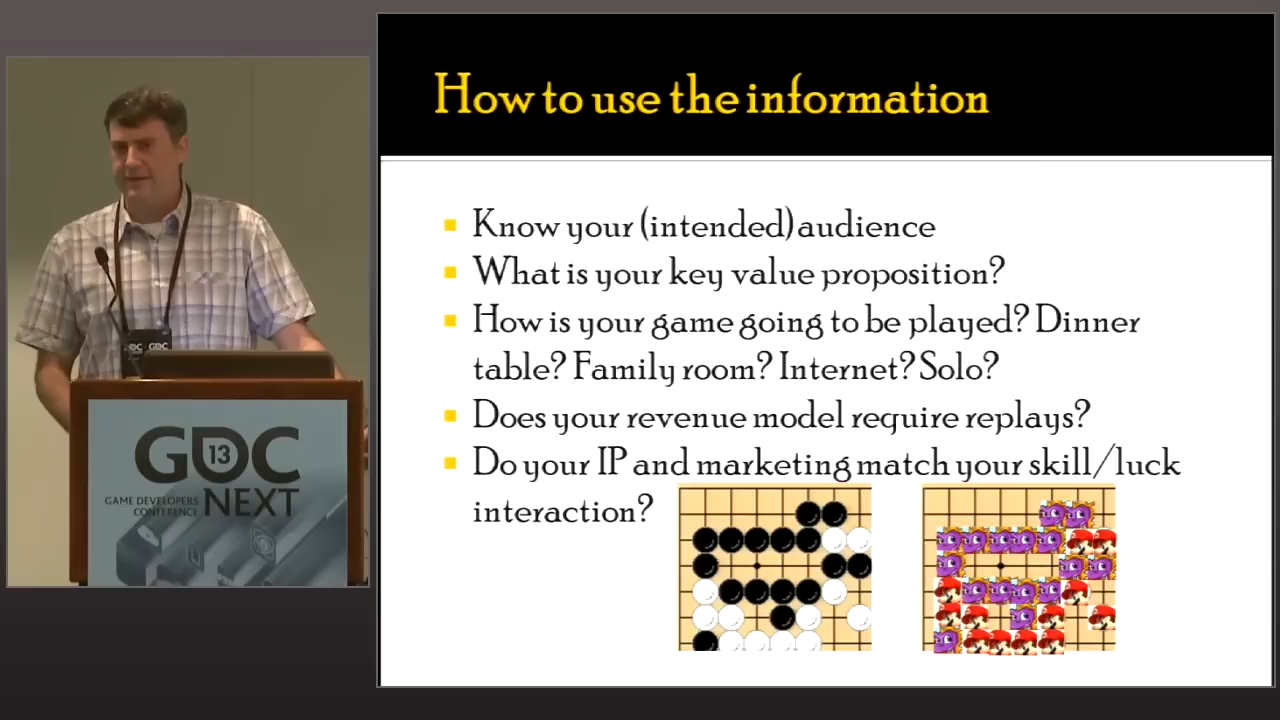 How to use the information
Know your (intended) audience
What is your key value proposition?
How is your game going to be played? Dinner
table? Family room? Internet? Solo?
Does your revenue model require replays?
Do your IP and marketing match your skill/luck
interaction?
GDC GDC
GDC
13
GAME DEVELOPERS
CONFERENCE
NEXT